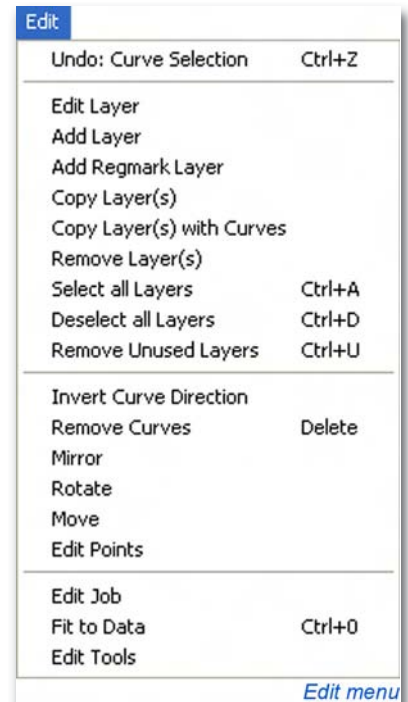 Edit
Undo: Curve Selection Ctrl+Z
Edit Layer
Add Layer
Add Regmark Layer
Copy Layer(s)
Copy Layer(s) with Curves
Remove Layer(s)
Select all Layers Ctrl+A
Deselect all Layers Ctrl+D
Remove Unused Layers Ctrl+U
Invert Curve Direction
Remove Curves Delete
Mirror
Rotate
Move
Edit Points
Edit Job
Fit to Data Ctrl+0
Edit Tools
Edit menu